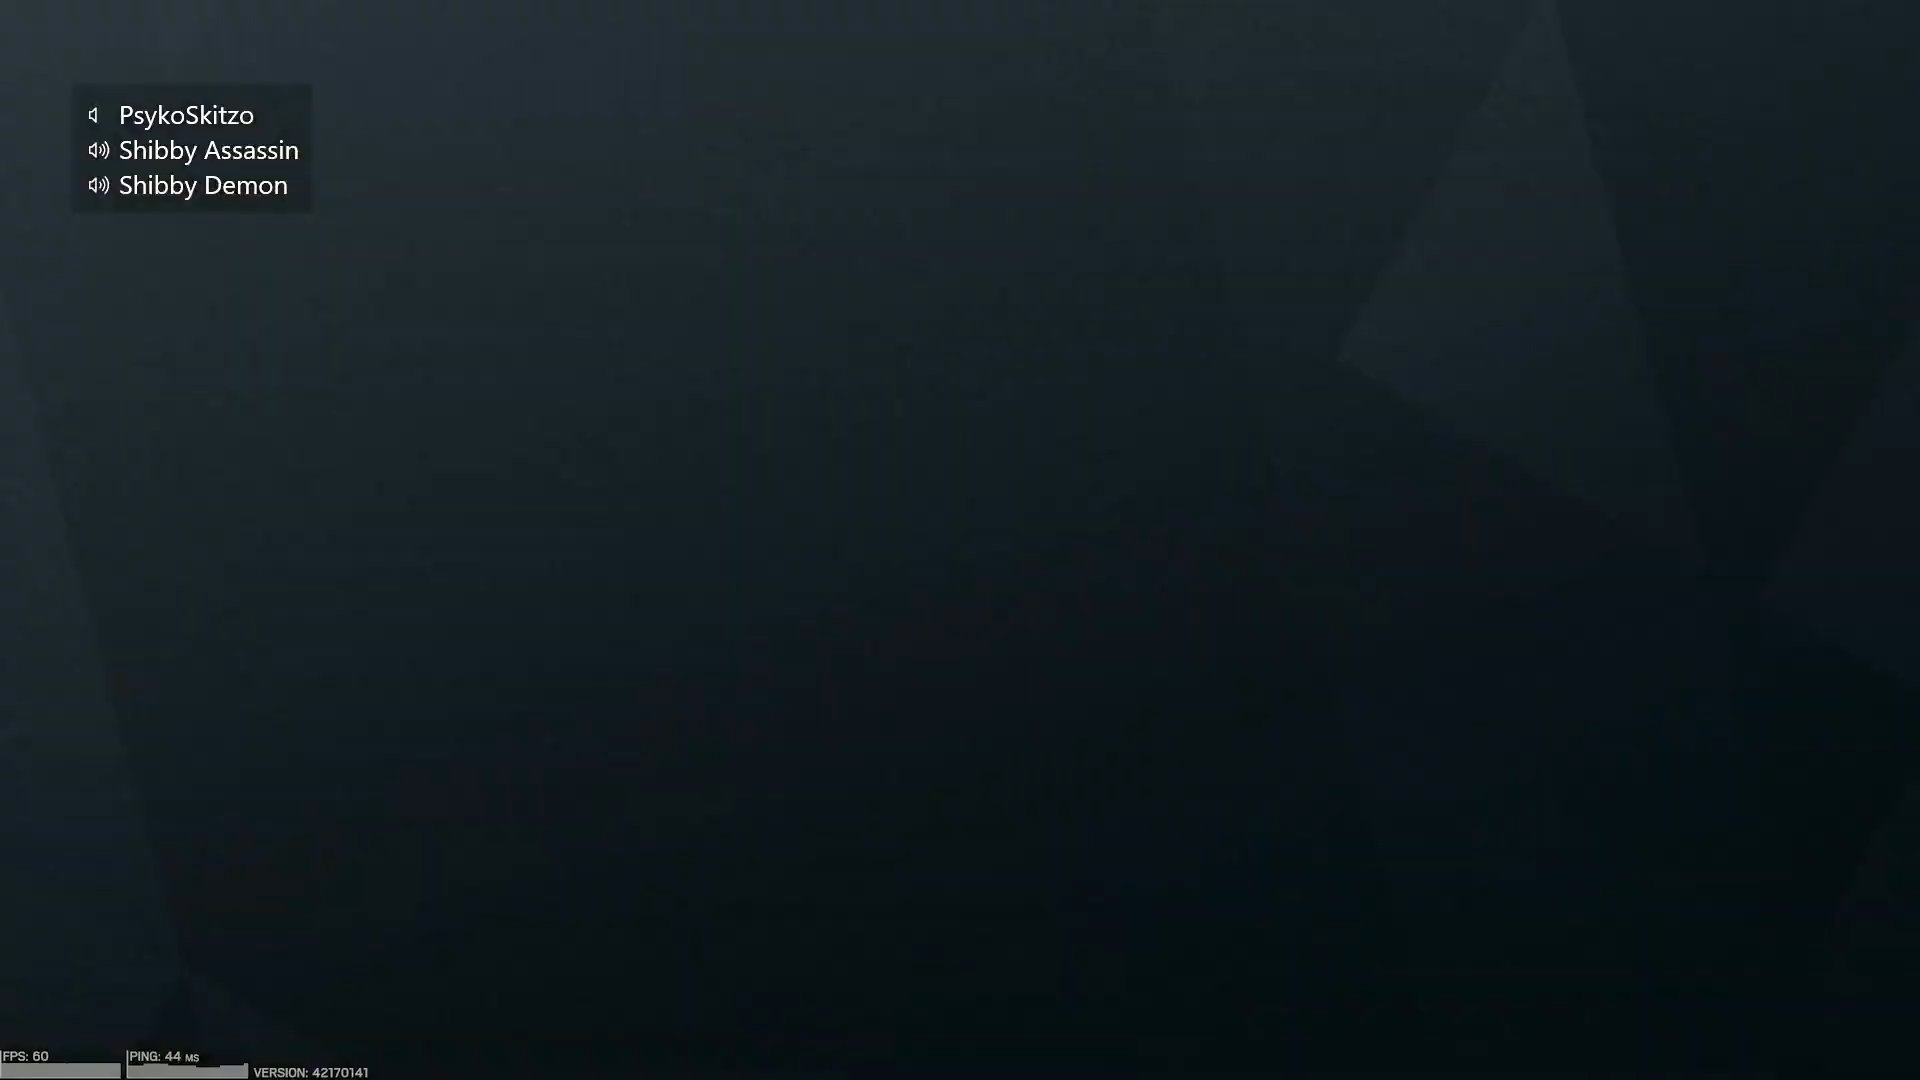 PsykoSkitzo
Shibby Assassin
Shibby Demon
FPS: 60
PING: 44 MS
VERSION: 42170141